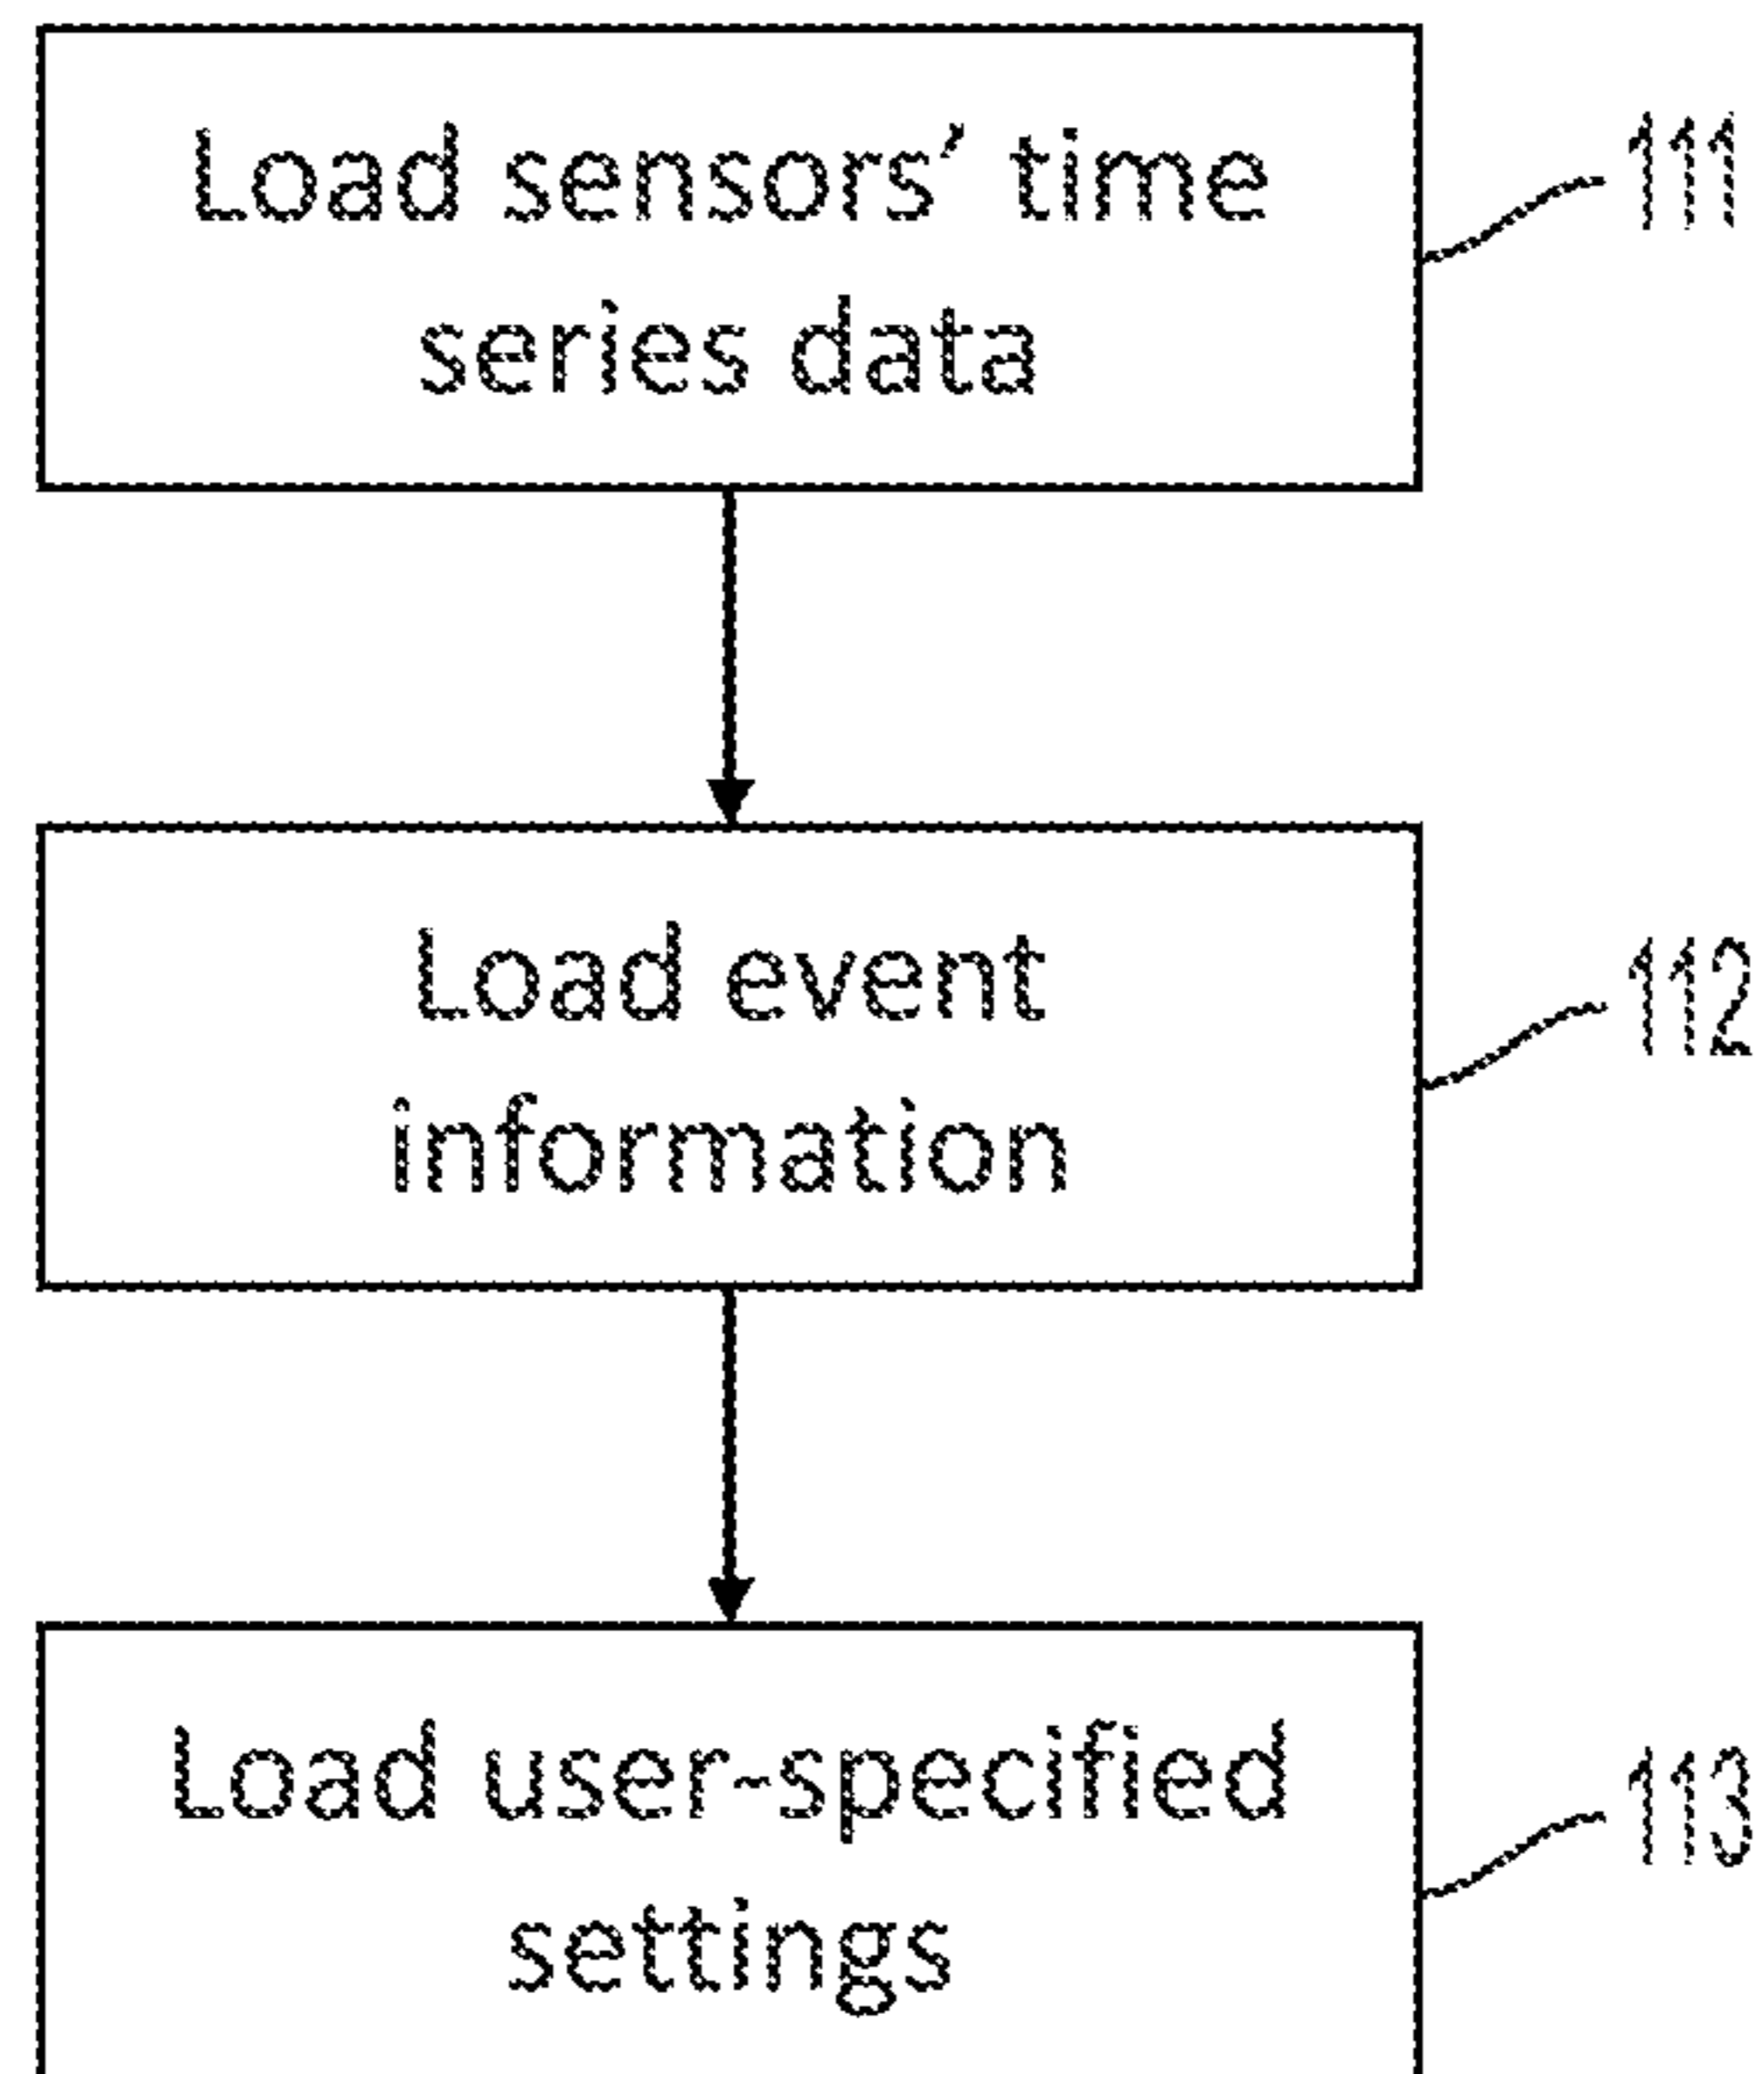 Load sensors’ time
series data
111
Load event
information
112
Load user-specified
settings
113